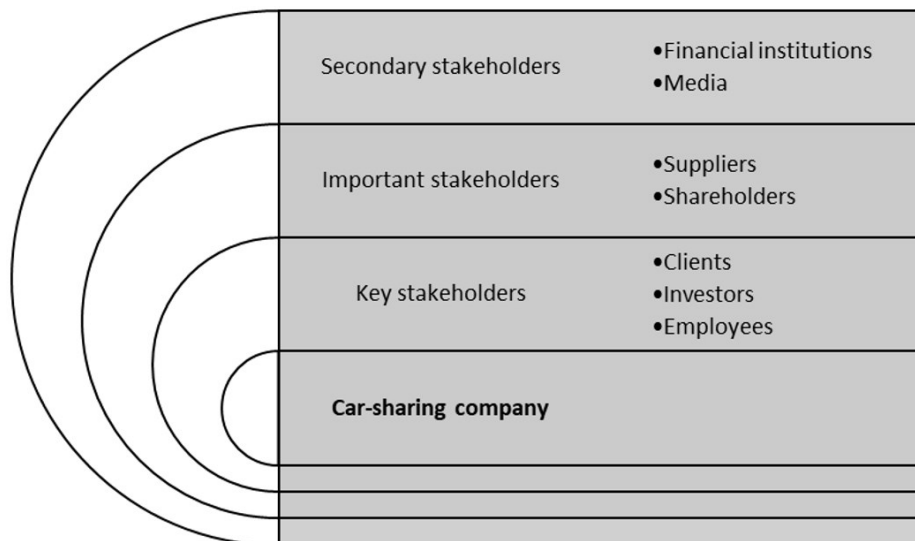 Secondary stakeholders
•Financial institutions
•Media
Important stakeholders
•Suppliers
•Shareholders
Key stakeholders
•Clients
•Investors
•Employees
Car-sharing company